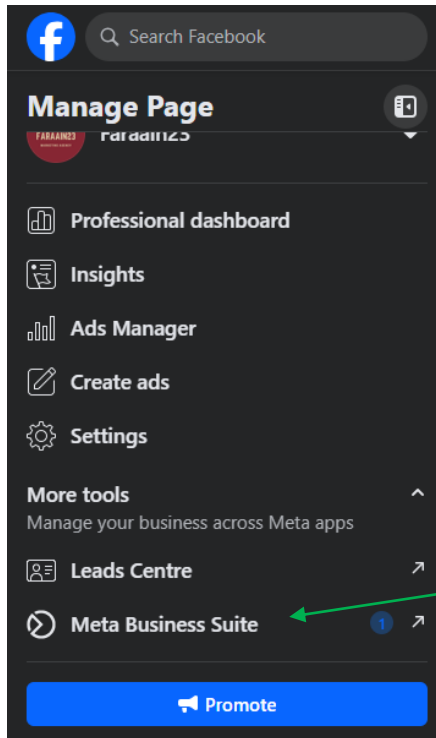 Search Facebook
Manage Page
FARAAIN23
Faraain23
Professional dashboard
Insights
Ads Manager
Create ads
Settings
More tools
Manage your business across Meta apps
Leads Centre
Meta Business Suite 1
Promote